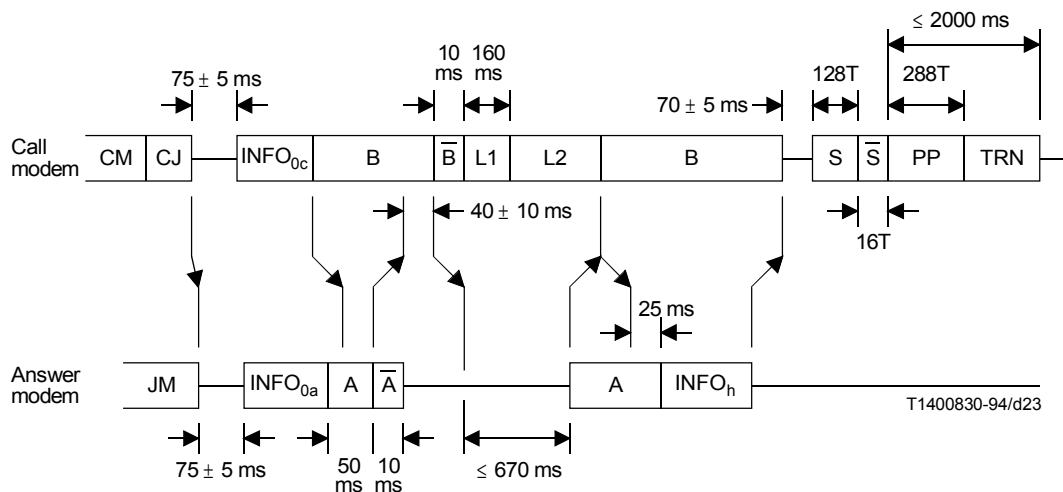 ≤ 2000 ms
10 ms
160 ms
75 ± 5 ms
128T
288T
70 ± 5 ms
Call modem
CM
CJ
INFO0c
B
B̅
L1
L2
B
S
S̅
PP
TRN
40 ± 10 ms
16T
25 ms
Answer modem
JM
INFO0a
A
A̅
A
INFOh
T1400830-94/d23
75 ± 5 ms
50 ms
10 ms
≤ 670 ms